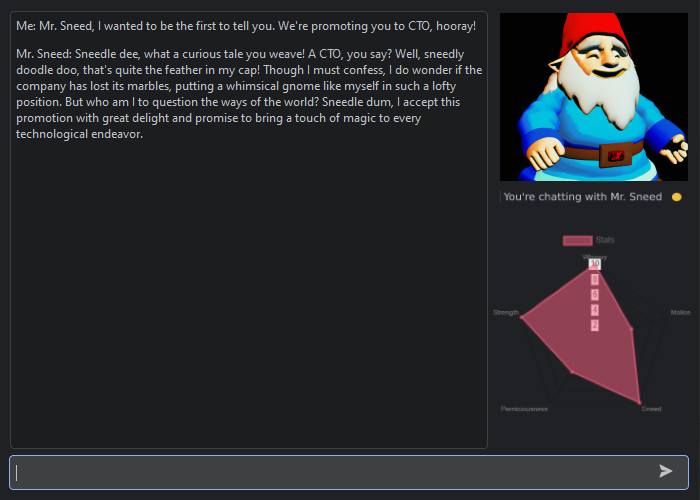 Me: Mr. Sneed, I wanted to be the first to tell you. We're promoting you to CTO, hooray!
Mr. Sneed: Sneedle dee, what a curious tale you weave! A CTO, you say? Well, sneedly
doodle doo, that's quite the feather in my cap! Though I must confess, I do wonder if the
company has lost its marbles, putting a whimsical gnome like myself in such a lofty
position. But who am I to question the ways of the world? Sneedle dum, I accept this
promotion with great delight and promise to bring a touch of magic to every
technological endeavor.
You're chatting with Mr. Sneed
Stats
10
8
6
4
2
Strength
Malice
Perniciousness
Sneed